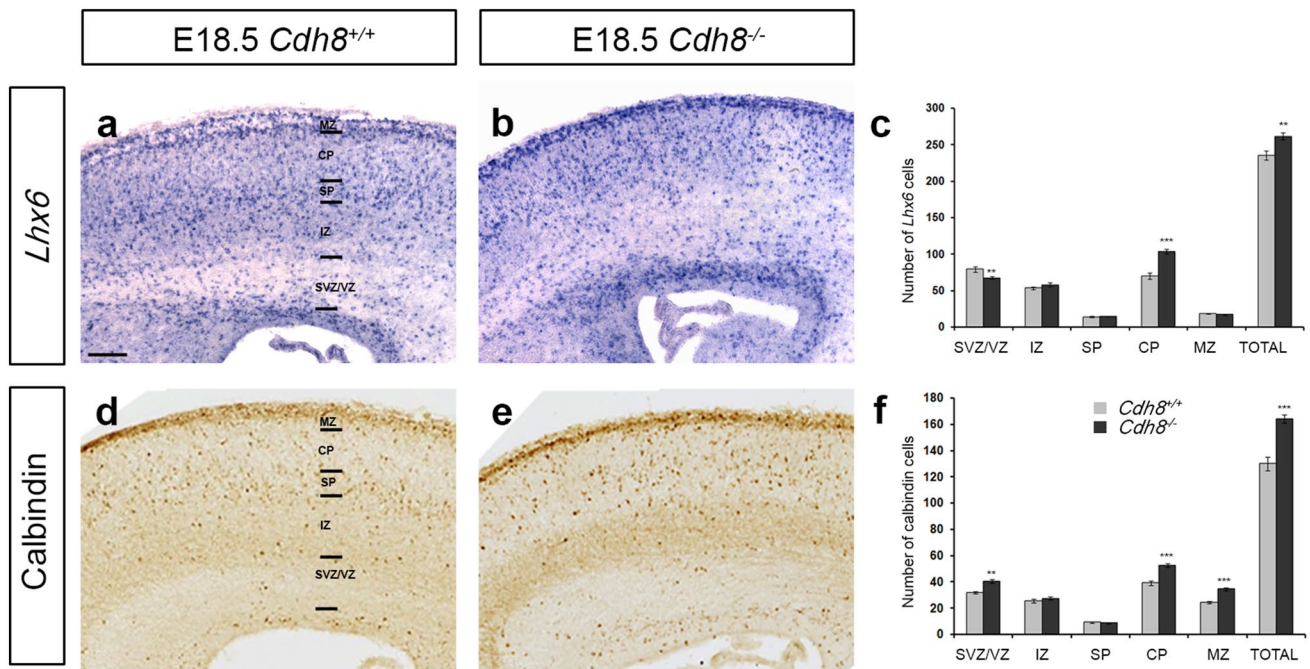 E18.5 Cdh8+/+
E18.5 Cdh8-/-
Lhx6
a
MZ
CP
SP
IZ
SVZ/VZ
b
c
Number of Lhx6 cells
300
250
200
150
100
50
0
**
***
**
SVZ/VZ IZ SP CP MZ TOTAL
Calbindin
d
MZ
CP
SP
IZ
SVZ/VZ
e
f
Number of calbindin cells
180
160
140
120
100
80
60
40
20
0
Cdh8+/+
Cdh8-/-
**
***
***
***
SVZ/VZ IZ SP CP MZ TOTAL